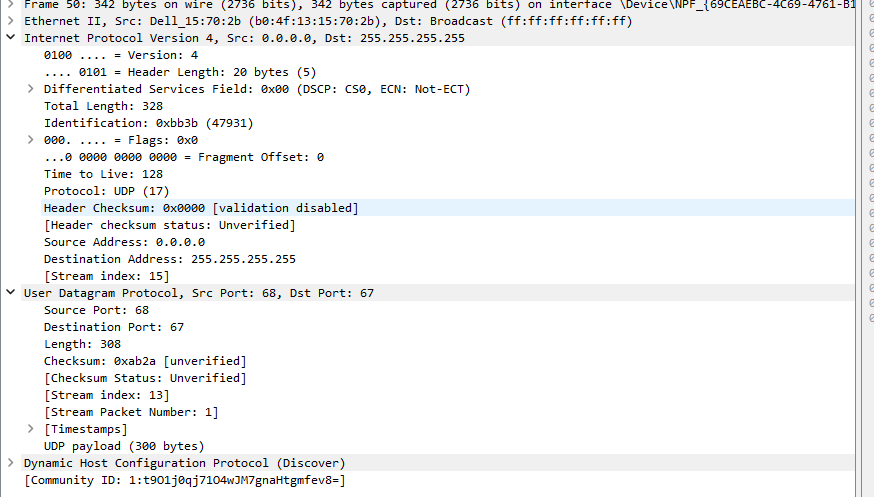 Frame 50: 342 bytes on wire (2736 bits), 342 bytes captured (2736 bits) on interface \Device\NPF_{69CEAEBC-4C69-4761-B1
Ethernet II, Src: Dell_15:70:2b (b0:4f:13:15:70:2b), Dst: Broadcast (ff:ff:ff:ff:ff:ff)
Internet Protocol Version 4, Src: 0.0.0.0, Dst: 255.255.255.255
0100 .... = Version: 4
.... 0101 = Header Length: 20 bytes (5)
Differentiated Services Field: 0x00 (DSCP: CS0, ECN: Not-ECT)
Total Length: 328
Identification: 0xbb3b (47931)
000. .... = Flags: 0x0
...0 0000 0000 0000 = Fragment Offset: 0
Time to Live: 128
Protocol: UDP (17)
Header Checksum: 0x0000 [validation disabled]
[Header checksum status: Unverified]
Source Address: 0.0.0.0
Destination Address: 255.255.255.255
[Stream index: 15]
User Datagram Protocol, Src Port: 68, Dst Port: 67
Source Port: 68
Destination Port: 67
Length: 308
Checksum: 0xab2a [unverified]
[Checksum Status: Unverified]
[Stream index: 13]
[Stream Packet Number: 1]
[Timestamps]
UDP payload (300 bytes)
Dynamic Host Configuration Protocol (Discover)
[Community ID: 1:t9O1j0qj71O4wJM7gnaHtgmfev8=]